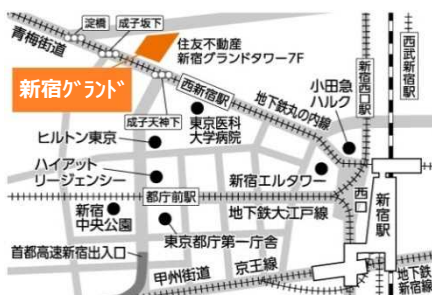 淀橋
成子坂下
青梅街道
住友不動産
新宿グランドタワー7F
新宿グランド
西新宿駅
成子天神下
地下鉄丸の内線
東京医科
大学病院
小田急
ハルク
新宿西口駅
西武新宿駅
ヒルトン東京
ハイアット
リージェンシー
新宿エルタワー
都庁前駅
地下鉄大江戸線
西口
新宿駅
新宿
中央公園
東京都庁第一庁舎
首都高速新宿出入口
甲州街道
京王線
地下鉄
新宿線